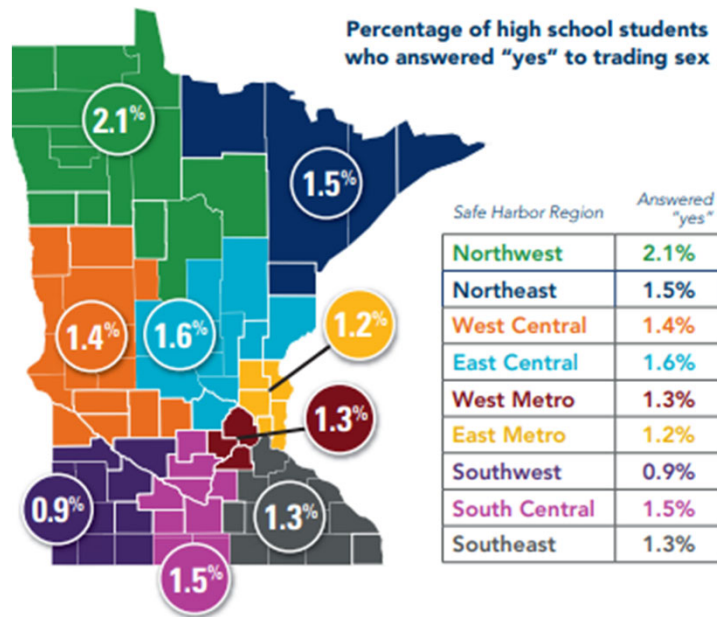 Percentage of high school students
who answered “yes” to trading sex
2.1%
1.5%
1.4%
1.6%
1.2%
1.3%
0.9%
1.3%
1.5%
Safe Harbor Region Answered "yes"
Northwest 2.1%
Northeast 1.5%
West Central 1.4%
East Central 1.6%
West Metro 1.3%
East Metro 1.2%
Southwest 0.9%
South Central 1.5%
Southeast 1.3%